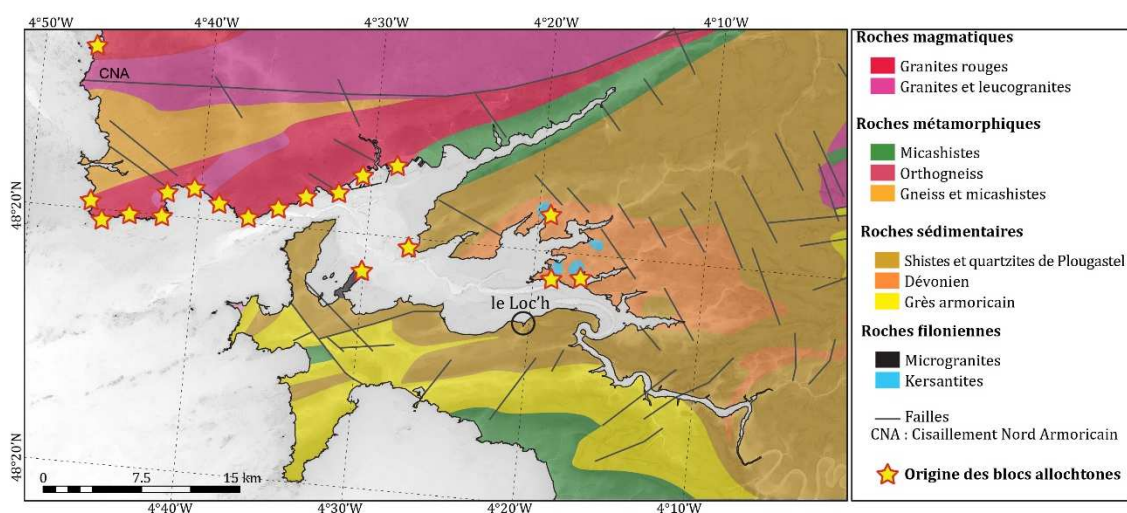 4°50'W 4°40'W 4°30'W 4°20'W 4°10'W
CNA
48°20'N
le Loc'h
48°20'N
0 7.5 15 km
4°40'W 4°30'W 4°20'W 4°10'W
Roches magmatiques
Granites rouges
Granites et leucogranites
Roches métamorphiques
Micashistes
Orthogneiss
Gneiss et micashistes
Roches sédimentaires
Shistes et quartzites de Plougastel
Dévonien
Grès armoricain
Roches filoniennes
Microgranites
Kersantites
Failles
CNA : Cisaillement Nord Armoricain
Origine des blocs allochtones